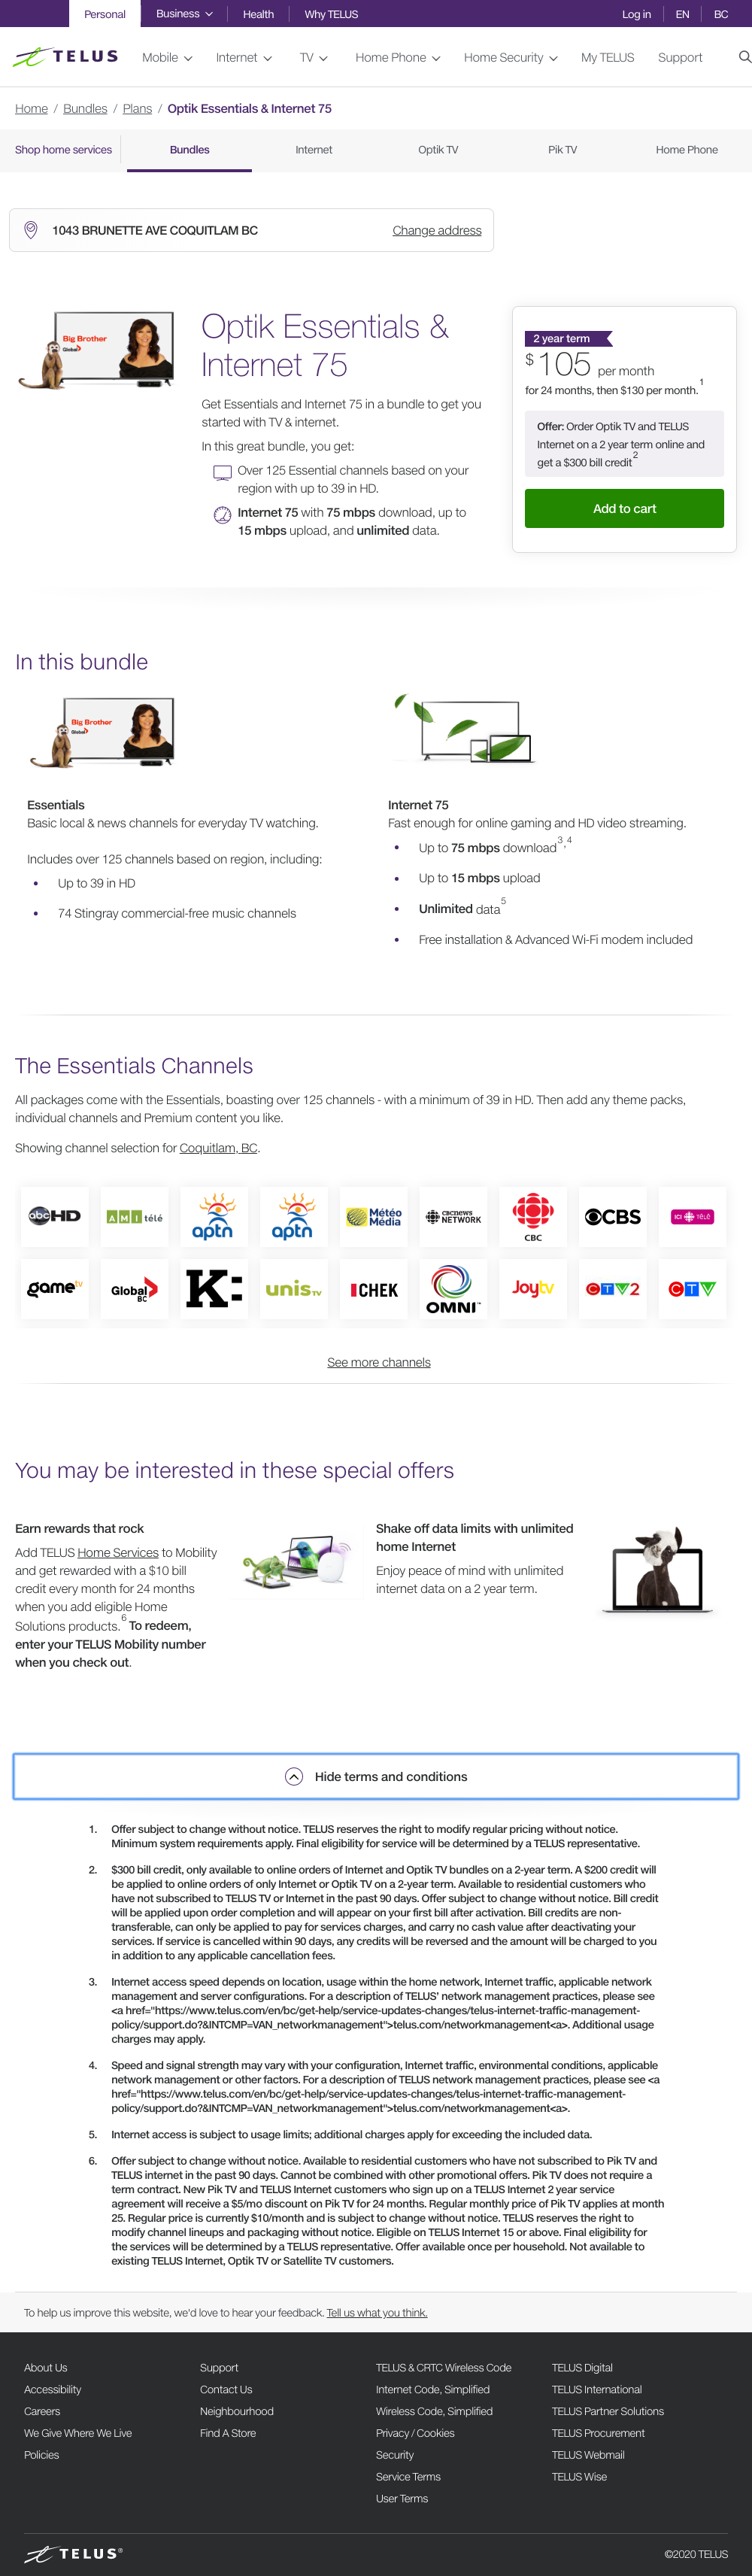 Personal
Business
Health
Why TELUS
Log in
EN
BC
TELUS
Mobile
Internet
TV
Home Phone
Home Security
My TELUS
Support
Home / Bundles / Plans / Optik Essentials & Internet 75
Shop home services
Bundles
Internet
Optik TV
Pik TV
Home Phone
1043 BRUNETTE AVE COQUITLAM BC
Change address
Big Brother
Global
Optik Essentials &
Internet 75
Get Essentials and Internet 75 in a bundle to get you
started with TV & internet.
In this great bundle, you get:
Over 125 Essential channels based on your
region with up to 39 in HD.
Internet 75 with 75 mbps download, up to
15 mbps upload, and unlimited data.
2 year term
$105 per month
for 24 months, then $130 per month.1
Offer: Order Optik TV and TELUS
Internet on a 2 year term online and
get a $300 bill credit2
Add to cart
In this bundle
Big Brother
Global
Essentials
Basic local & news channels for everyday TV watching.
Includes over 125 channels based on region, including:
• Up to 39 in HD
• 74 Stingray commercial-free music channels
Internet 75
Fast enough for online gaming and HD video streaming.
• Up to 75 mbps download3,4
• Up to 15 mbps upload
• Unlimited data5
• Free installation & Advanced Wi-Fi modem included
The Essentials Channels
All packages come with the Essentials, boasting over 125 channels - with a minimum of 39 in HD. Then add any theme packs,
individual channels and Premium content you like.
Showing channel selection for Coquitlam, BC.
abc HD
AMI télé
aptn
aptn
Météo
Média
cbcnews
NETWORK
CBC
CBS
ICI TÉLÉ
game tv
Global
BC
K:
unis TV
CHEK
OMNI
Joytv
CTV2
CTV
See more channels
You may be interested in these special offers
Earn rewards that rock
Add TELUS Home Services to Mobility
and get rewarded with a $10 bill
credit every month for 24 months
when you add eligible Home
Solutions products.6 To redeem,
enter your TELUS Mobility number
when you check out.
Shake off data limits with unlimited
home Internet
Enjoy peace of mind with unlimited
internet data on a 2 year term.
Hide terms and conditions
1. Offer subject to change without notice. TELUS reserves the right to modify regular pricing without notice.
Minimum system requirements apply. Final eligibility for service will be determined by a TELUS representative.
2. $300 bill credit, only available to online orders of Internet and Optik TV bundles on a 2-year term. A $200 credit will
be applied to online orders of only Internet or Optik TV on a 2-year term. Available to residential customers who
have not subscribed to TELUS TV or Internet in the past 90 days. Offer subject to change without notice. Bill credit
will be applied upon order completion and will appear on your first bill after activation. Bill credits are non-
transferable, can only be applied to pay for services charges, and carry no cash value after deactivating your
services. If service is cancelled within 90 days, any credits will be reversed and the amount will be charged to you
in addition to any applicable cancellation fees.
3. Internet access speed depends on location, usage within the home network, Internet traffic, applicable network
management and server configurations. For a description of TELUS' network management practices, please see
<a href="https://www.telus.com/en/bc/get-help/service-updates-changes/telus-internet-traffic-management-
policy/support.do?&INTCMP=VAN_networkmanagement">telus.com/networkmanagement<a>. Additional usage
charges may apply.
4. Speed and signal strength may vary with your configuration, Internet traffic, environmental conditions, applicable
network management or other factors. For a description of TELUS network management practices, please see <a
href="https://www.telus.com/en/bc/get-help/service-updates-changes/telus-internet-traffic-management-
policy/support.do?&INTCMP=VAN_networkmanagement">telus.com/networkmanagement<a>.
5. Internet access is subject to usage limits; additional charges apply for exceeding the included data.
6. Offer subject to change without notice. Available to residential customers who have not subscribed to Pik TV and
TELUS internet in the past 90 days. Cannot be combined with other promotional offers. Pik TV does not require a
term contract. New Pik TV and TELUS Internet customers who sign up on a TELUS Internet 2 year service
agreement will receive a $5/mo discount on Pik TV for 24 months. Regular monthly price of Pik TV applies at month
25. Regular price is currently $10/month and is subject to change without notice. TELUS reserves the right to
modify channel lineups and packaging without notice. Eligible on TELUS Internet 15 or above. Final eligibility for
the services will be determined by a TELUS representative. Offer available once per household. Not available to
existing TELUS Internet, Optik TV or Satellite TV customers.
To help us improve this website, we'd love to hear your feedback. Tell us what you think.
About Us
Accessibility
Careers
We Give Where We Live
Policies
Support
Contact Us
Neighbourhood
Find A Store
TELUS & CRTC Wireless Code
Internet Code, Simplified
Wireless Code, Simplified
Privacy / Cookies
Security
Service Terms
User Terms
TELUS Digital
TELUS International
TELUS Partner Solutions
TELUS Procurement
TELUS Webmail
TELUS Wise
TELUS®
©2020 TELUS